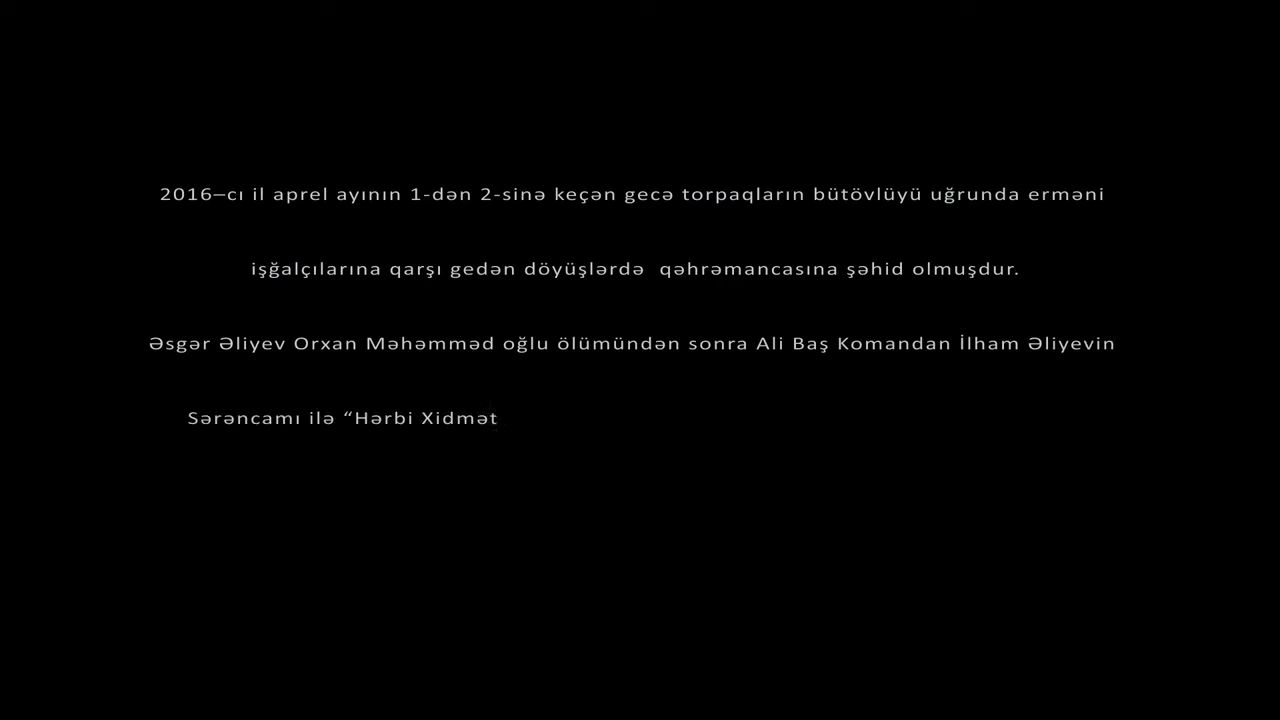 2016–cı il aprel ayının 1-dən 2-sinə keçən gecə torpaqların bütövlüyü uğrunda erməni
işğalçılarına qarşı gedən döyüşlərdə  qəhrəmancasına şəhid olmuşdur.
Əsgər Əliyev Orxan Məhəmməd oğlu ölümündən sonra Ali Baş Komandan İlham Əliyevin
Sərəncamı ilə “Hərbi Xidmət